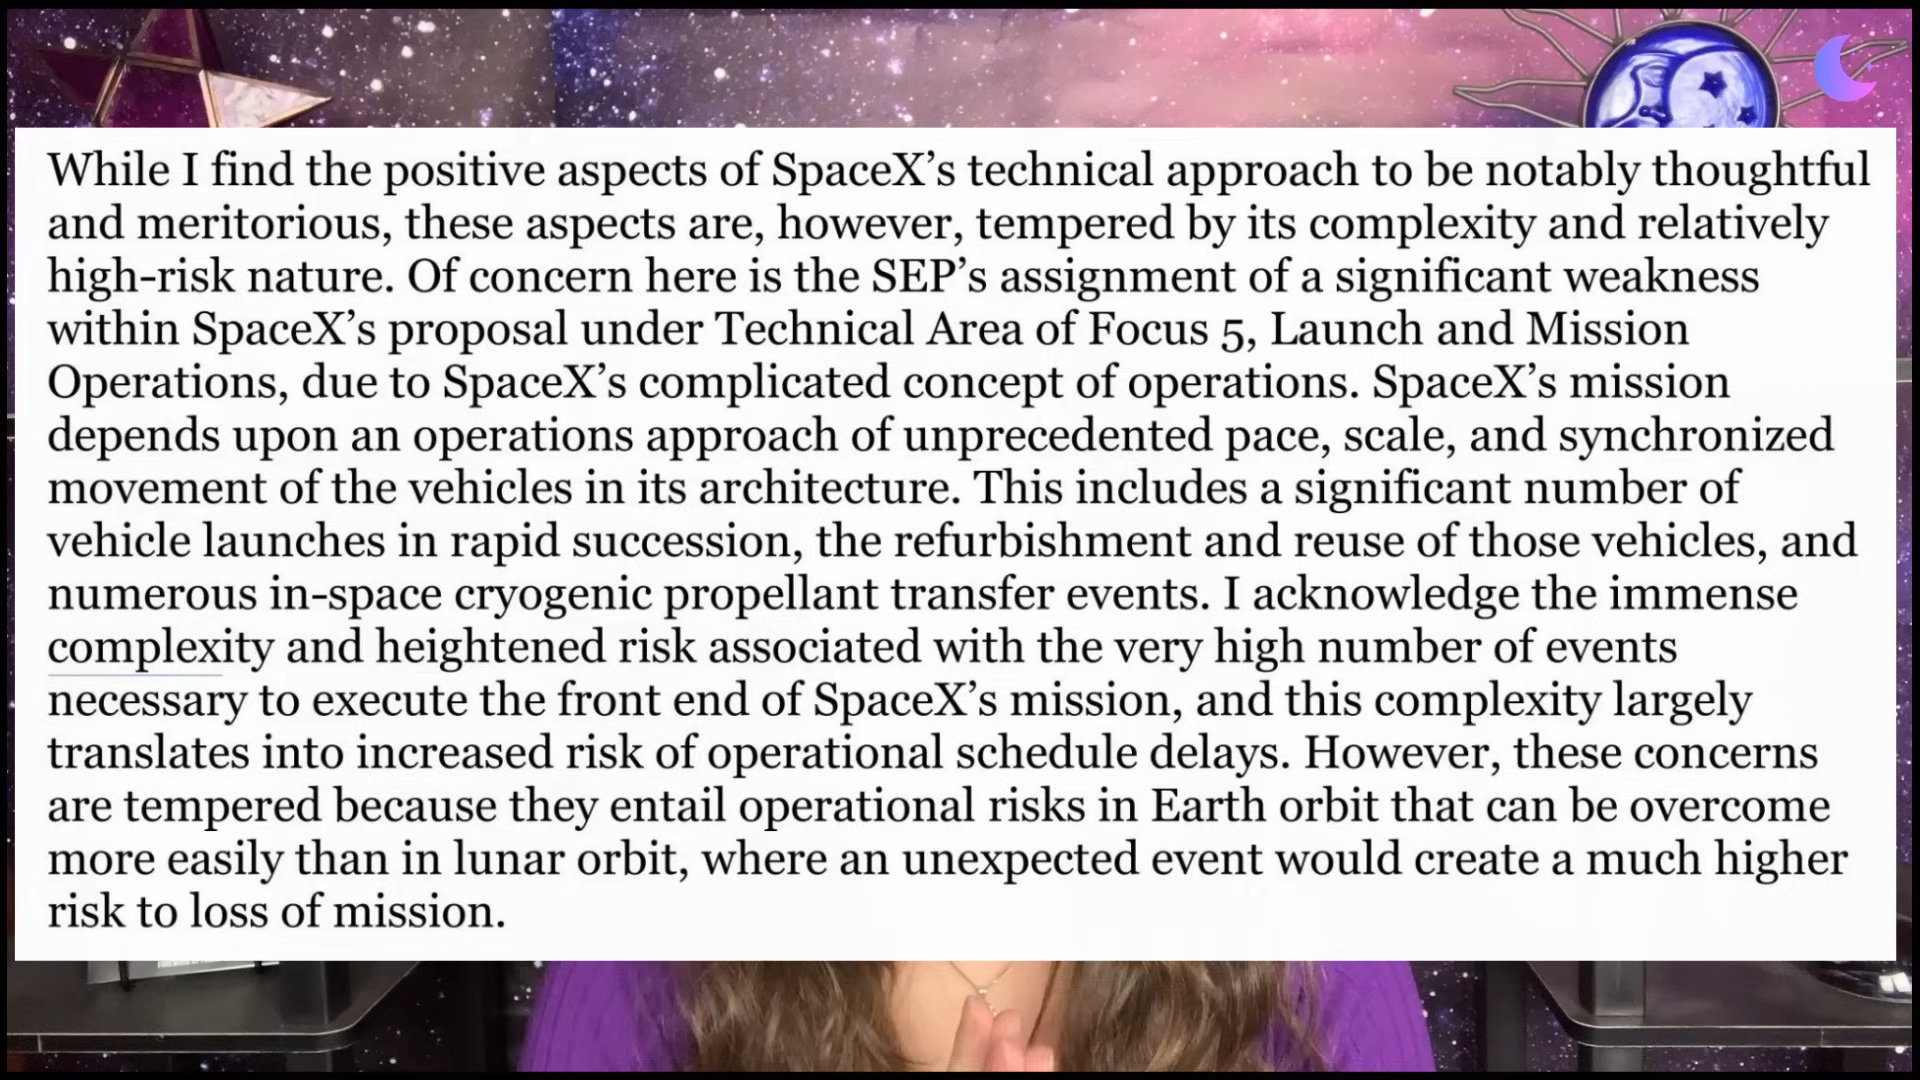 While I find the positive aspects of SpaceX’s technical approach to be notably thoughtful
and meritorious, these aspects are, however, tempered by its complexity and relatively
high-risk nature. Of concern here is the SEP’s assignment of a significant weakness
within SpaceX’s proposal under Technical Area of Focus 5, Launch and Mission
Operations, due to SpaceX’s complicated concept of operations. SpaceX’s mission
depends upon an operations approach of unprecedented pace, scale, and synchronized
movement of the vehicles in its architecture. This includes a significant number of
vehicle launches in rapid succession, the refurbishment and reuse of those vehicles, and
numerous in-space cryogenic propellant transfer events. I acknowledge the immense
complexity and heightened risk associated with the very high number of events
necessary to execute the front end of SpaceX’s mission, and this complexity largely
translates into increased risk of operational schedule delays. However, these concerns
are tempered because they entail operational risks in Earth orbit that can be overcome
more easily than in lunar orbit, where an unexpected event would create a much higher
risk to loss of mission.